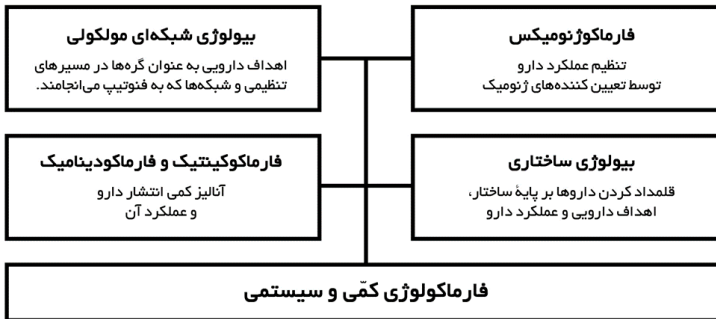 فارماکوژنومیکس
تنظیم عملکرد دارو
توسط تعیین کننده‌های ژنومیک
بیولوژی شبکه‌ای مولکولی
اهداف دارویی به عنوان گره‌ها در مسیرهای
تنظیمی و شبکه‌ها که به فنوتیپ می‌انجامند.
بیولوژی ساختاری
قلمداد کردن داروها بر پایهٔ ساختار،
اهداف دارویی و عملکرد دارو
فارماکوکینتیک و فارماکودینامیک
آنالیز کمی انتشار دارو
و عملکرد آن
فارماکولوژی کمّی و سیستمی